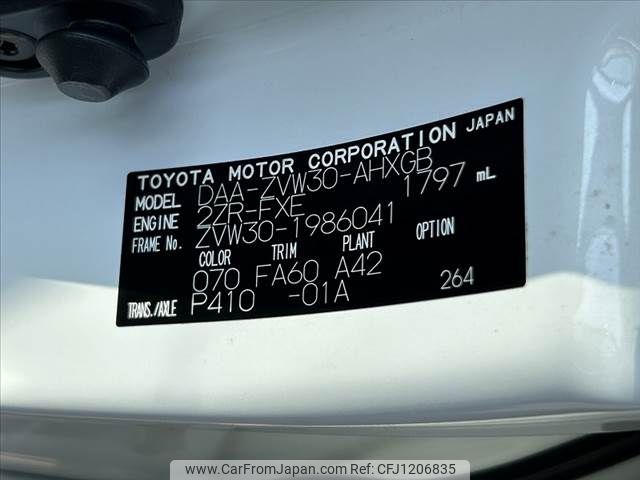 TOYOTA MOTOR CORPORATION JAPAN
MODEL DAA-ZVW30-AHXGB
ENGINE 2ZR-FXE 1797 mL
FRAME No. ZVW30-1986041
COLOR TRIM PLANT OPTION
070 FA60 A42
TRANS./AXLE P410 -01A 264
www.CarFromJapan.com Ref No. CFJ1206835